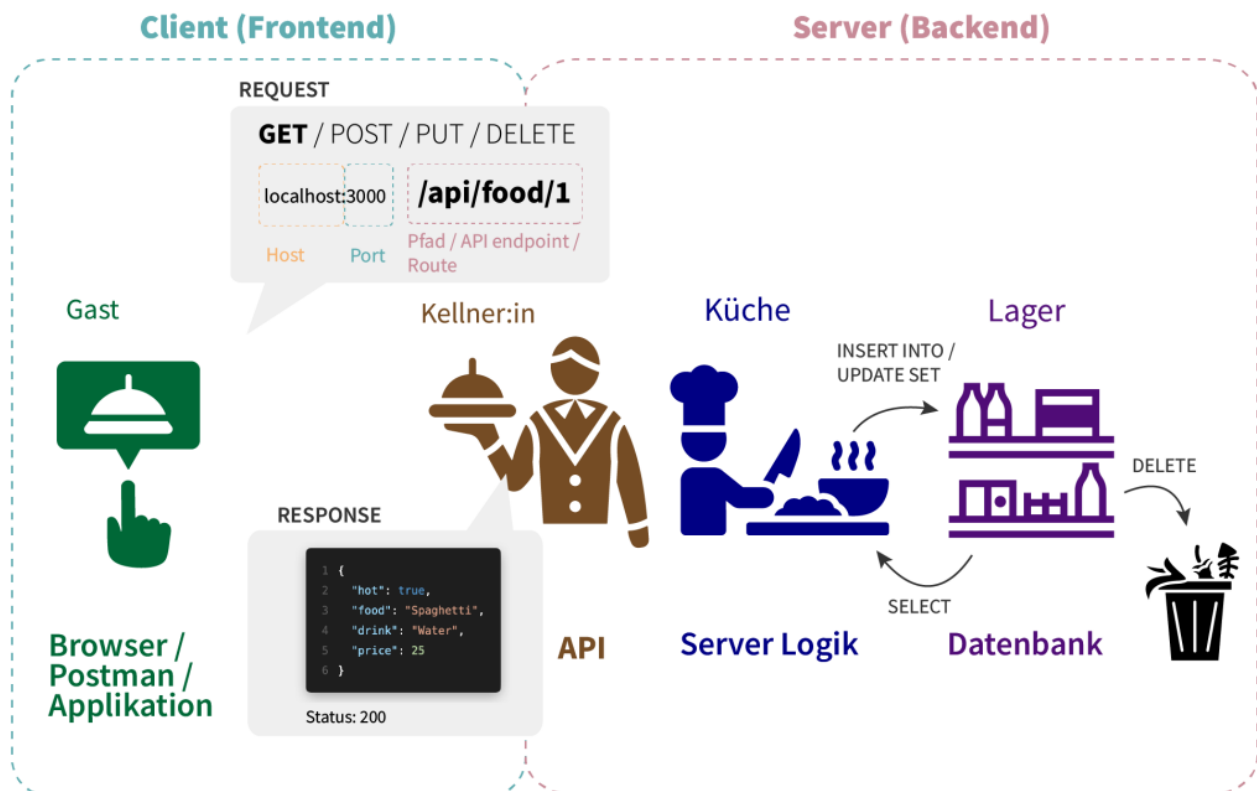 Client (Frontend)
Server (Backend)
REQUEST
GET / POST / PUT / DELETE
localhost:3000
/api/food/1
Host
Port
Pfad / API endpoint /
Route
Gast
Kellner:in
Küche
Lager
INSERT INTO /
UPDATE SET
DELETE
SELECT
RESPONSE
1 {
2 "hot": true,
3 "food": "Spaghetti",
4 "drink": "Water",
5 "price": 25
6 }
Status: 200
Browser /
Postman /
Applikation
API
Server Logik
Datenbank